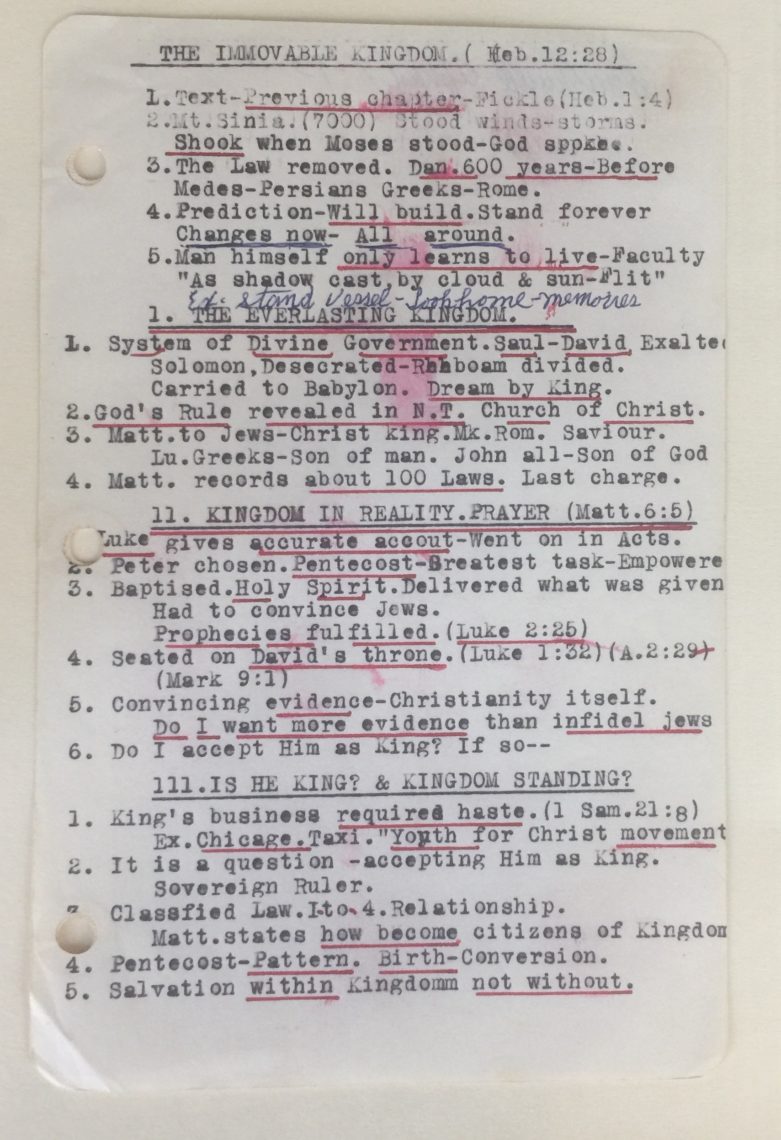 THE IMMOVABLE KINGDOM.( Heb.12:28)
1.Text-Previous chapter-Fickle(Heb.1:4)
2.Mt.Sinia.(7000) Stood winds-storms.
Shook when Moses stood-God sppke.
3.The Law removed. Dan.600 years-Before
Medes-Persians Greeks-Rome.
4.Prediction-Will build.Stand forever
Changes now- All around.
5.Man himself only learns to live-Faculty
"As shadow cast,by cloud & sun-Flit"
Ex: Stand Vessel-Look home-memories
1. THE EVERLASTING KINGDOM.
1. System of Divine Government.Saul-David Exalted
Solomon,Desecrated-Rehboam divided.
Carried to Babylon. Dream by King.
2.God's Rule revealed in N.T. Church of Christ.
3. Matt.to Jews-Christ king.Mk.Rom. Saviour.
Lu.Greeks-Son of man. John all-Son of God
4. Matt. records about 100 Laws. Last charge.
11. KINGDOM IN REALITY.PRAYER (Matt.6:5)
Luke gives accurate accout-Went on in Acts.
2. Peter chosen.Pentecost-Greatest task-Empowere
3. Baptised.Holy Spirit.Delivered what was given
Had to convince Jews.
Prophecies fulfilled.(Luke 2:25)
4. Seated on David's throne.(Luke 1:32)(A.2:29)
(Mark 9:1)
5. Convincing evidence-Christianity itself.
Do I want more evidence than infidel jews
6. Do I accept Him as King? If so--
111.IS HE KING? & KINGDOM STANDING?
1. King's business required haste.(1 Sam.21:8)
Ex.Chicage.Taxi."Youth for Christ movement
2. It is a question -accepting Him as King.
Sovereign Ruler.
3 Classfied Law.1.to.4.Relationship.
Matt.states how become citizens of Kingdom
4. Pentecost-Pattern. Birth-Conversion.
5. Salvation within Kingdomm not without.